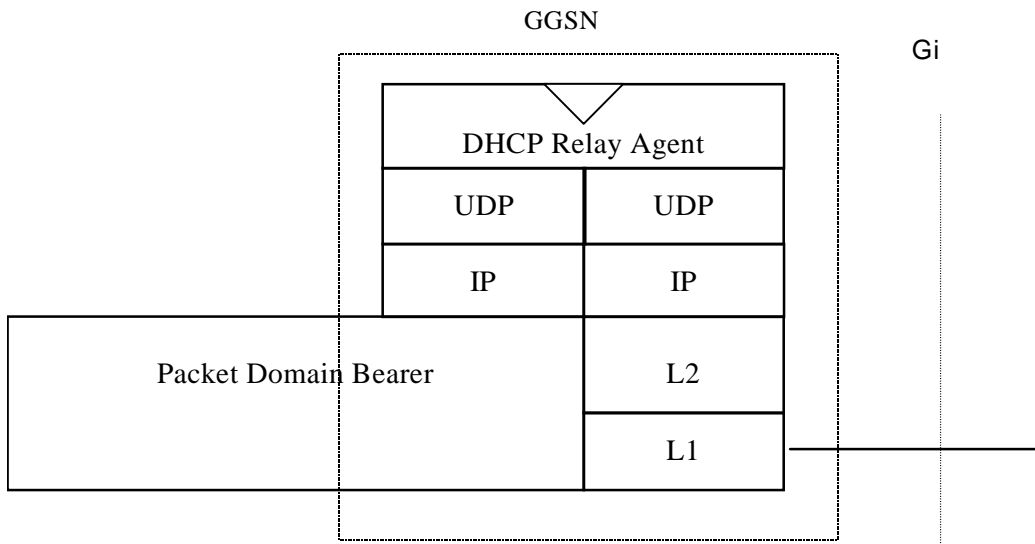 GGSN
Gi
DHCP Relay Agent
UDP UDP
IP IP
Packet Domain Bearer L2
L1